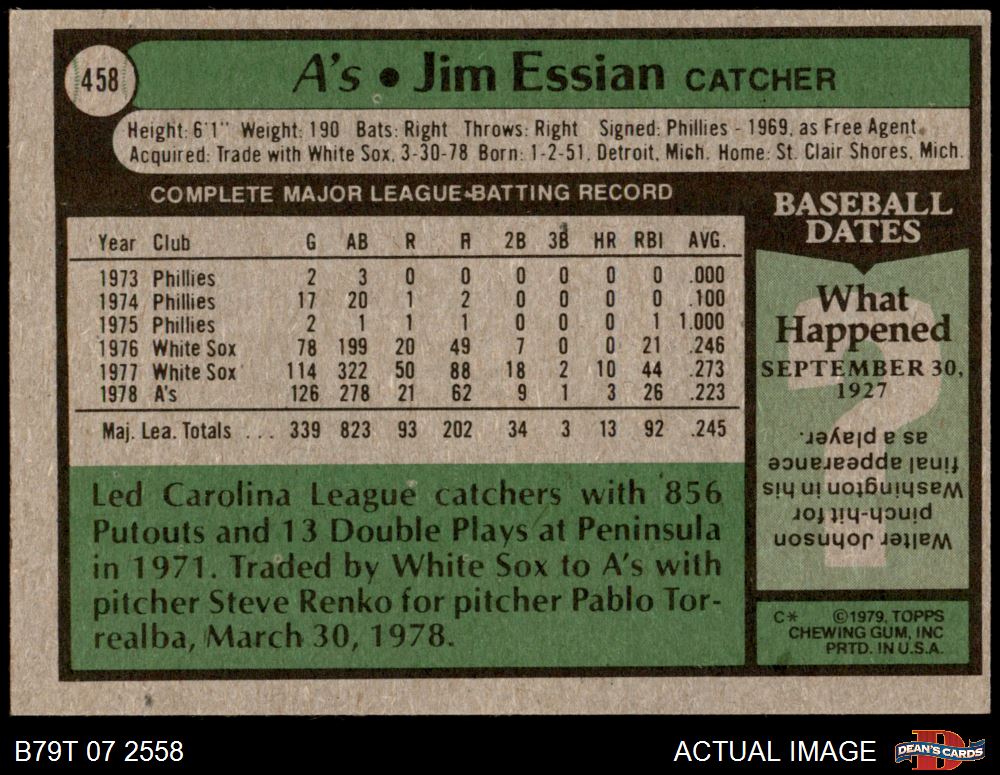 458
A's • Jim Essian CATCHER
Height: 6'1" Weight: 190 Bats: Right Throws: Right Signed: Phillies - 1969, as Free Agent.
Acquired: Trade with White Sox, 3-30-78 Born: 1-2-51, Detroit, Mich. Home: St. Clair Shores, Mich.
COMPLETE MAJOR LEAGUE BATTING RECORD
Year Club G AB R H 2B 3B HR RBI AVG.
1973 Phillies 2 3 0 0 0 0 0 0 .000
1974 Phillies 17 20 1 2 0 0 0 0 .100
1975 Phillies 2 1 1 1 0 0 0 1 1.000
1976 White Sox 78 199 20 49 7 0 0 21 .246
1977 White Sox 114 322 50 88 18 2 10 44 .273
1978 A's 126 278 21 62 9 1 3 26 .223
Maj. Lea. Totals ... 339 823 93 202 34 3 13 92 .245
Led Carolina League catchers with 856
Putouts and 13 Double Plays at Peninsula
in 1971. Traded by White Sox to A's with
pitcher Steve Renko for pitcher Pablo Tor-
realba, March 30, 1978.
BASEBALL
DATES
What
Happened
SEPTEMBER 30,
1927
Walter Johnson
pinch-hit for
Washington in his
final appearance
as a player.
C* ©1979, TOPPS
CHEWING GUM, INC
PRTD. IN U.S.A.
B79T 07 2558
ACTUAL IMAGE
DEAN'S CARDS